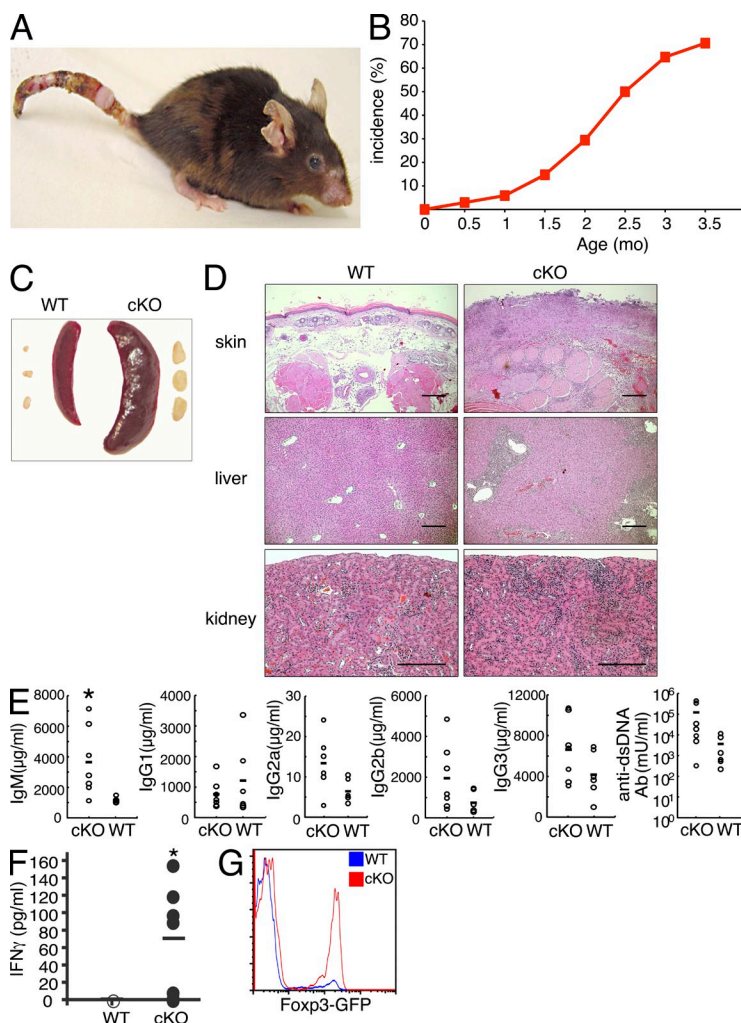 A
B
incidence (%)
80
70
60
50
40
30
20
10
0 0.5 1 1.5 2 2.5 3 3.5
Age (mo)
C
WT cKO
D
WT cKO
skin
liver
kidney
E
IgM(µg/ml)
8000
6000
4000
2000
*
cKO WT
IgG1(µg/ml)
4000
3000
2000
1000
0
cKO WT
IgG2a(µg/ml)
30
20
10
0
cKO WT
IgG2b(µg/ml)
6000
4000
2000
0
cKO WT
IgG3(µg/ml)
12000
8000
4000
0
cKO WT
anti-dsDNA
Ab (mU/ml)
10⁶
10⁵
10⁴
10³
10²
10¹
10⁰
cKO WT
F
IFNγ (pg/ml)
160
140
120
100
80
60
40
20
0
*
WT cKO
G
WT
cKO
Foxp3-GFP